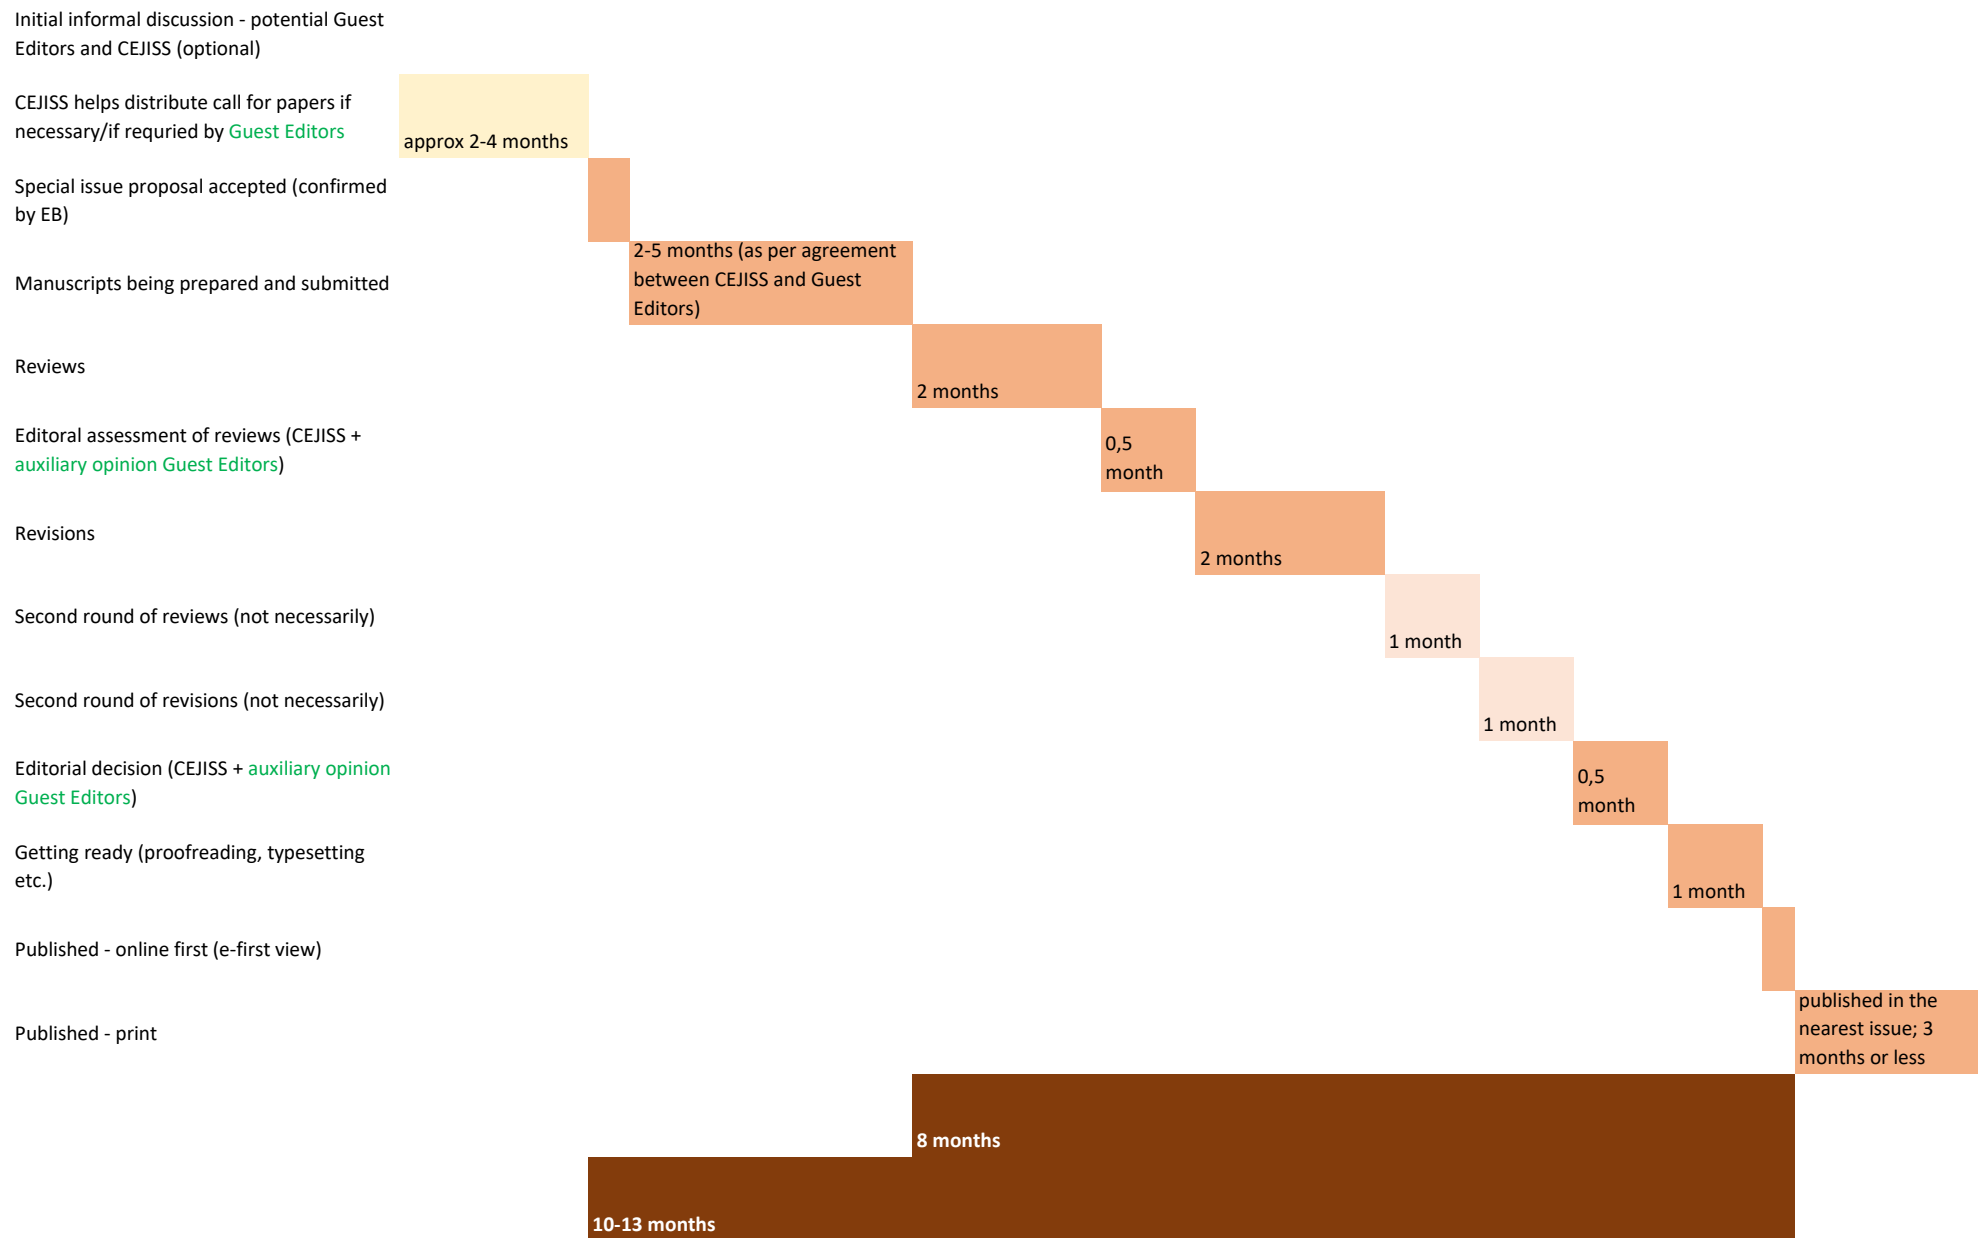 Initial informal discussion - potential Guest
Editors and CEJISS (optional)
CEJISS helps distribute call for papers if
necessary/if requried by Guest Editors
approx 2-4 months
Special issue proposal accepted (confirmed
by EB)
Manuscripts being prepared and submitted
2-5 months (as per agreement
between CEJISS and Guest
Editors)
Reviews
2 months
Editoral assessment of reviews (CEJISS +
auxiliary opinion Guest Editors)
0,5
month
Revisions
2 months
Second round of reviews (not necessarily)
1 month
Second round of revisions (not necessarily)
1 month
Editorial decision (CEJISS + auxiliary opinion
Guest Editors)
0,5
month
Getting ready (proofreading, typesetting
etc.)
1 month
Published - online first (e-first view)
Published - print
published in the
nearest issue; 3
months or less
8 months
10-13 months